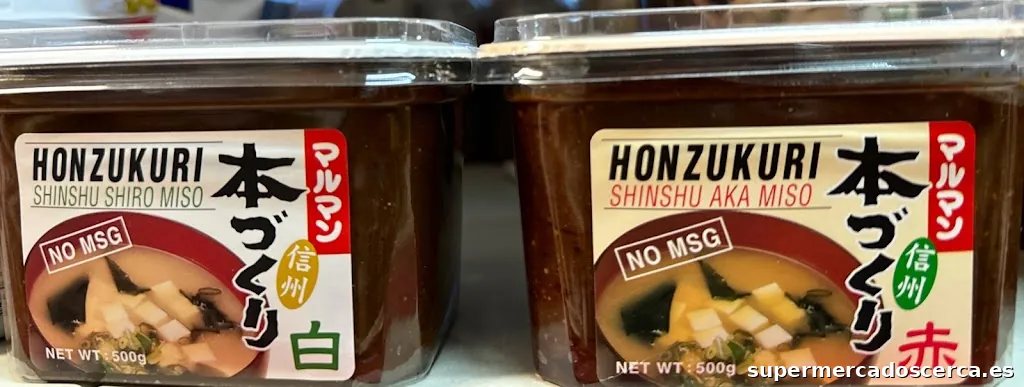 HONZUKURI
SHINSHU SHIRO MISO
NO MSG
本づくり
マルマン
信州
白
NET WT: 500g
HONZUKURI
SHINSHU AKA MISO
NO MSG
本づくり
マルマン
信州
赤
NET WT: 500g
supermercadoscerca.es